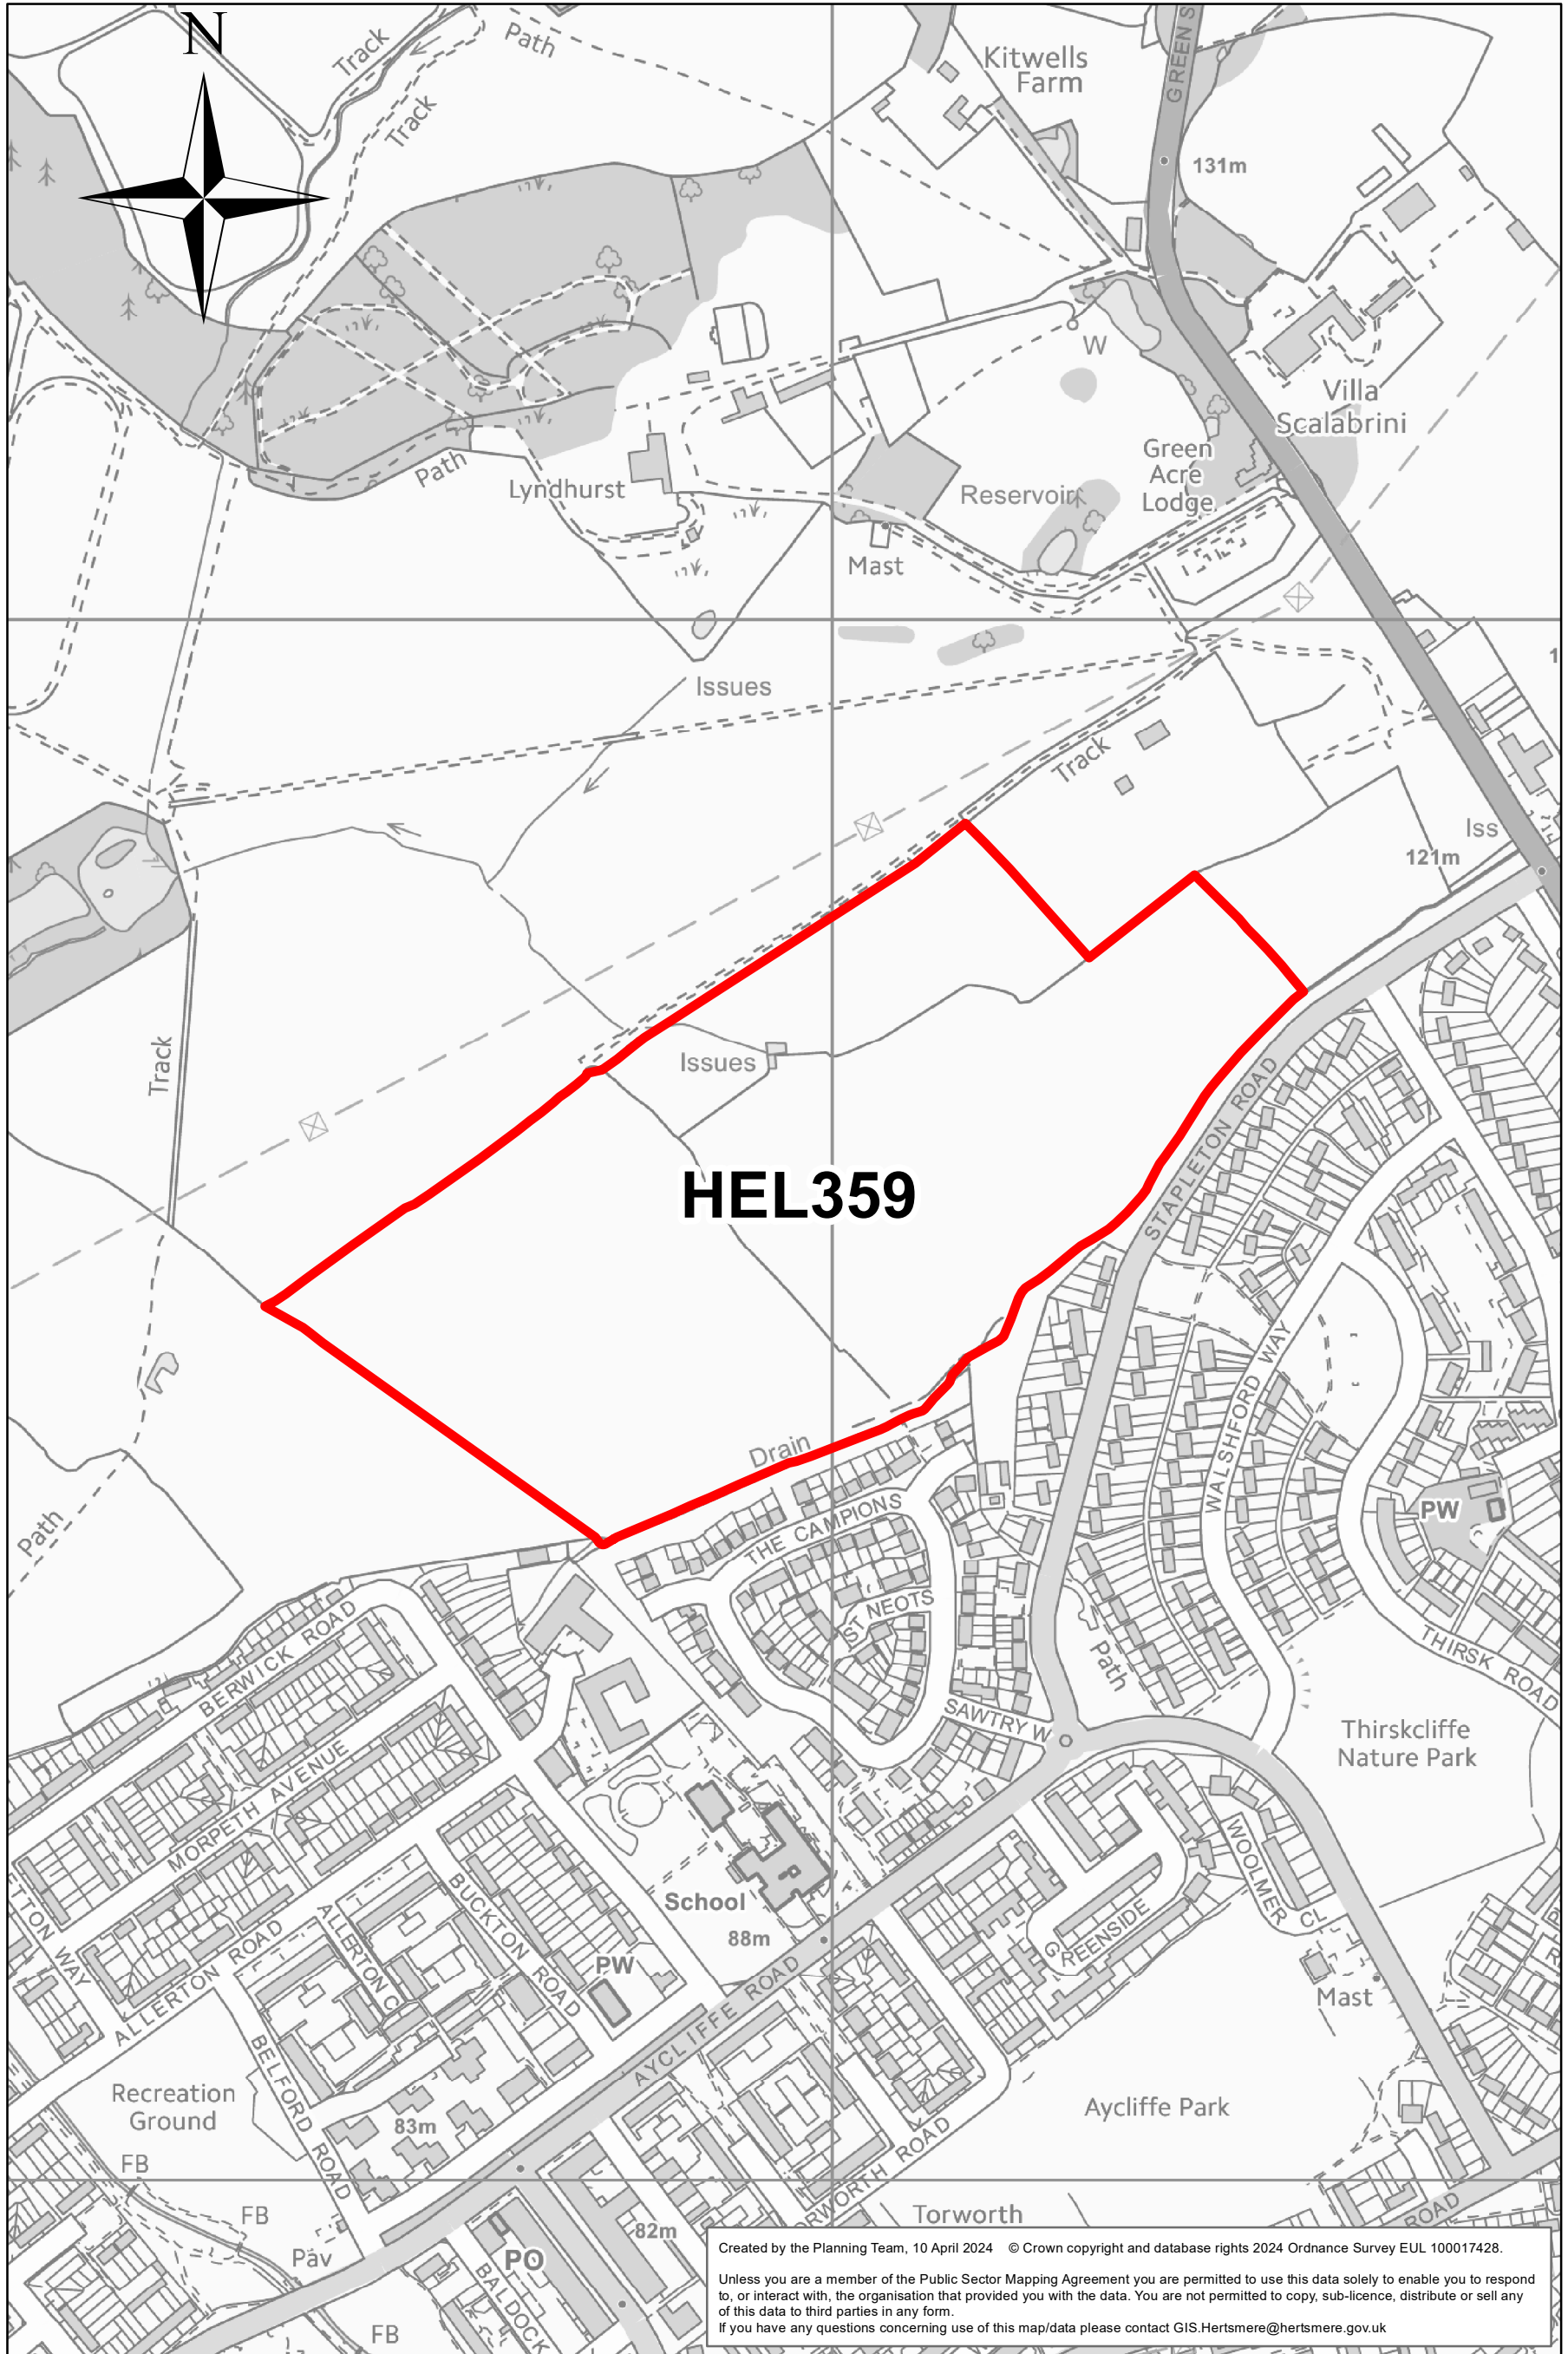 N
Track
Path
Track
Kitwells
Farm
GREEN S
131m
W
Villa
Scalabrini
Green
Acre
Lodge
Path
Lyndhurst
Reservoir
Mast
Issues
Track
1
Iss
121m
Track
Issues
HEL359
STAPLETON ROAD
WALSHFORD WAY
Drain
THE CAMPIONS
ST NEOTS
PW
Path
Path
BERWICK ROAD
SAWTRY W
THIRSK ROAD
Thirskcliffe
Nature Park
MORPETH AVENUE
WOOLMER CL
School
88m
GREENSIDE
TTON WAY
ALLERTON ROAD
ALLERTON CL
BUCKTON ROAD
PW
AYCLIFFE ROAD
Mast
BELFORD ROAD
Recreation
Ground
83m
Aycliffe Park
ORWORTH ROAD
FB
FB
Pav
82m
Torworth
ROAD
PO
BALDOCK
FB
Created by the Planning Team, 10 April 2024 © Crown copyright and database rights 2024 Ordnance Survey EUL 100017428.
Unless you are a member of the Public Sector Mapping Agreement you are permitted to use this data solely to enable you to respond
to, or interact with, the organisation that provided you with the data. You are not permitted to copy, sub-licence, distribute or sell any
of this data to third parties in any form.
If you have any questions concerning use of this map/data please contact GIS.Hertsmere@hertsmere.gov.uk